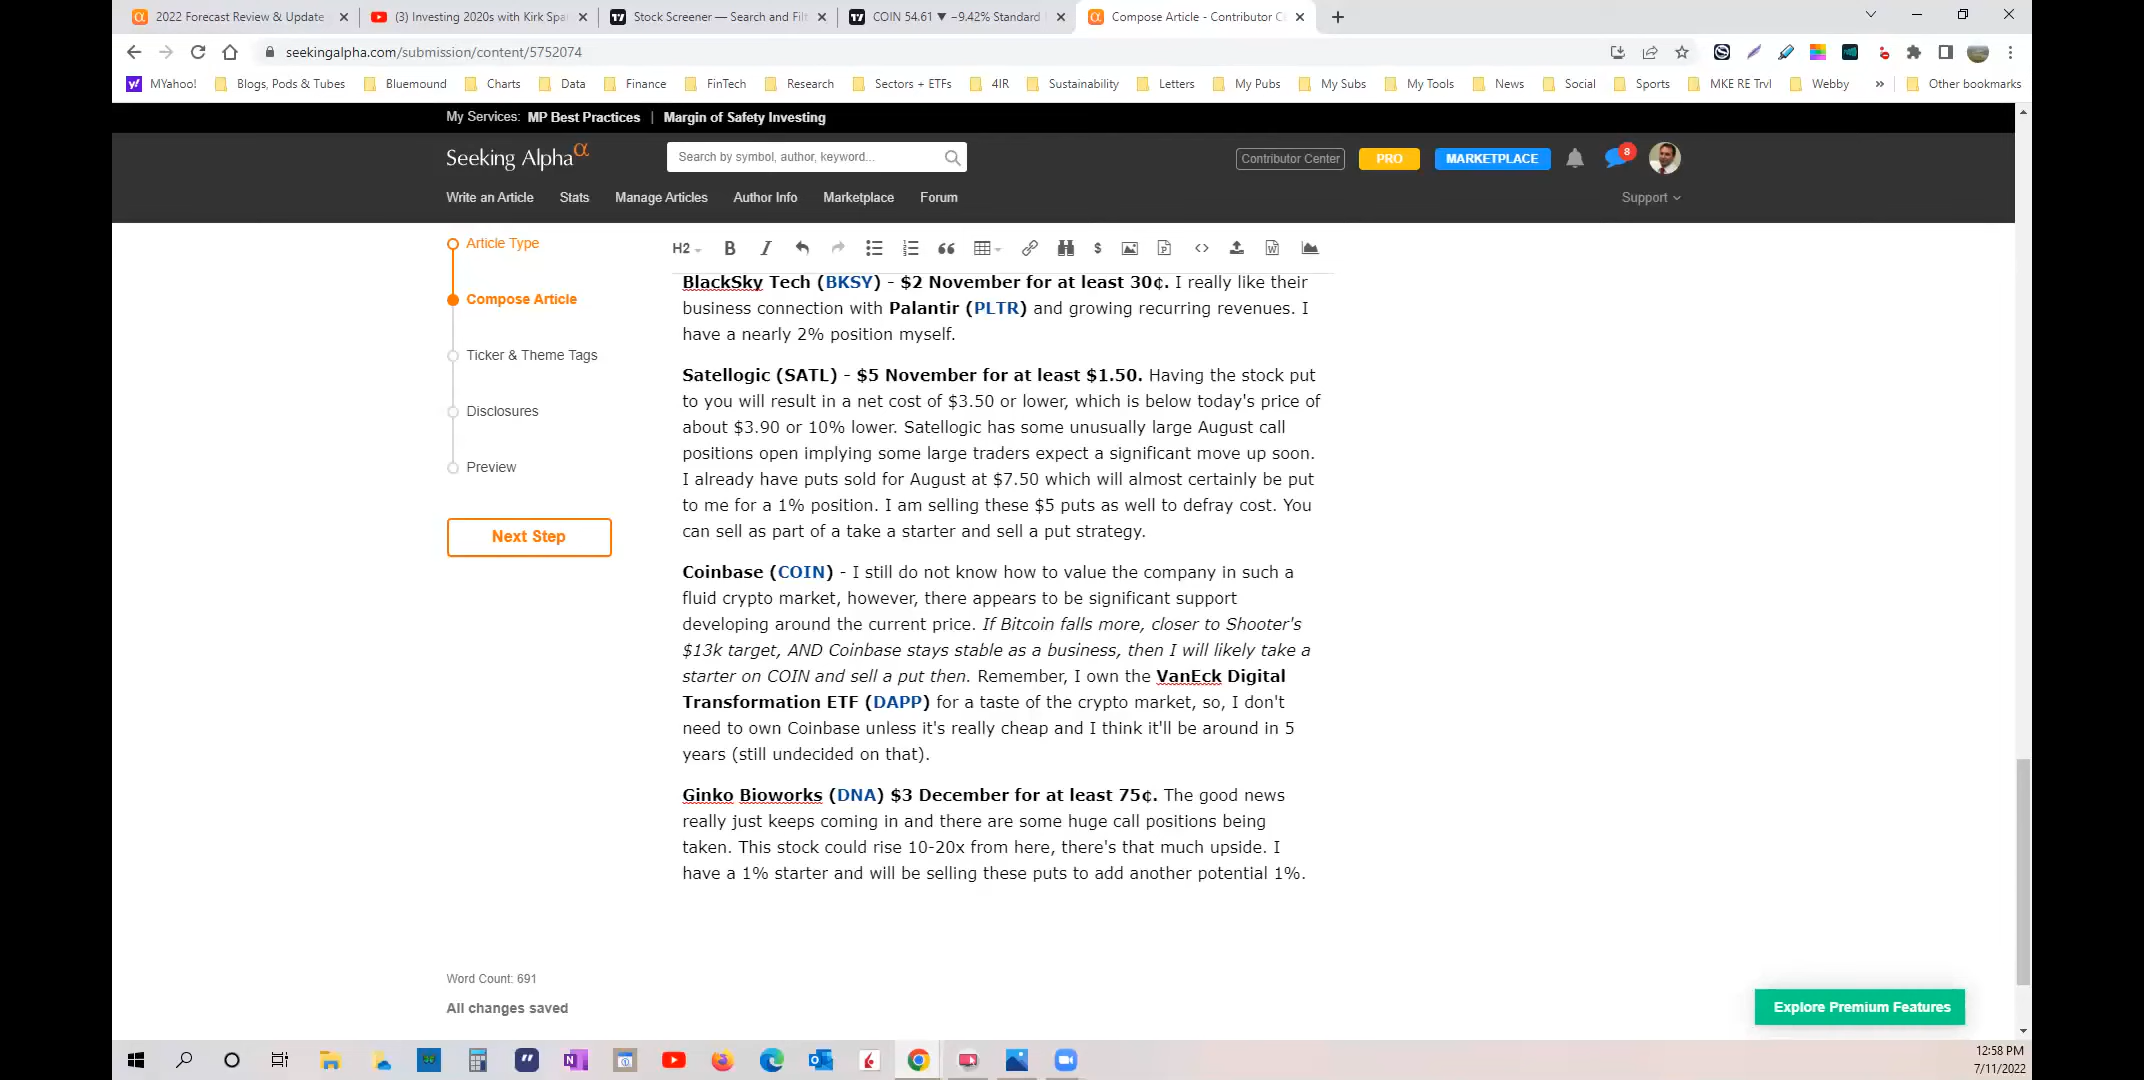 2022 Forecast Review & Update
(3) Investing 2020s with Kirk Spa
Stock Screener — Search and Filt
COIN 54.61 ▼ −9.42% Standard
Compose Article - Contributor C
seekingalpha.com/submission/content/5752074
MYahoo! Blogs, Pods & Tubes Bluemound Charts Data Finance FinTech Research Sectors + ETFs 4IR Sustainability Letters My Pubs My Subs My Tools News Social Sports MKE RE Trvl Webby » Other bookmarks
My Services: MP Best Practices | Margin of Safety Investing
Seeking Alpha α
Search by symbol, author, keyword...
Contributor Center PRO MARKETPLACE 8
Write an Article Stats Manage Articles Author Info Marketplace Forum Support
Article Type
Compose Article
Ticker & Theme Tags
Disclosures
Preview
Next Step
H2 B I $
BlackSky Tech (BKSY) - $2 November for at least 30¢. I really like their
business connection with Palantir (PLTR) and growing recurring revenues. I
have a nearly 2% position myself.
Satellogic (SATL) - $5 November for at least $1.50. Having the stock put
to you will result in a net cost of $3.50 or lower, which is below today's price of
about $3.90 or 10% lower. Satellogic has some unusually large August call
positions open implying some large traders expect a significant move up soon.
I already have puts sold for August at $7.50 which will almost certainly be put
to me for a 1% position. I am selling these $5 puts as well to defray cost. You
can sell as part of a take a starter and sell a put strategy.
Coinbase (COIN) - I still do not know how to value the company in such a
fluid crypto market, however, there appears to be significant support
developing around the current price. If Bitcoin falls more, closer to Shooter's
$13k target, AND Coinbase stays stable as a business, then I will likely take a
starter on COIN and sell a put then. Remember, I own the VanEck Digital
Transformation ETF (DAPP) for a taste of the crypto market, so, I don't
need to own Coinbase unless it's really cheap and I think it'll be around in 5
years (still undecided on that).
Ginko Bioworks (DNA) $3 December for at least 75¢. The good news
really just keeps coming in and there are some huge call positions being
taken. This stock could rise 10-20x from here, there's that much upside. I
have a 1% starter and will be selling these puts to add another potential 1%.
Word Count: 691
All changes saved
Explore Premium Features
12:58 PM
7/11/2022